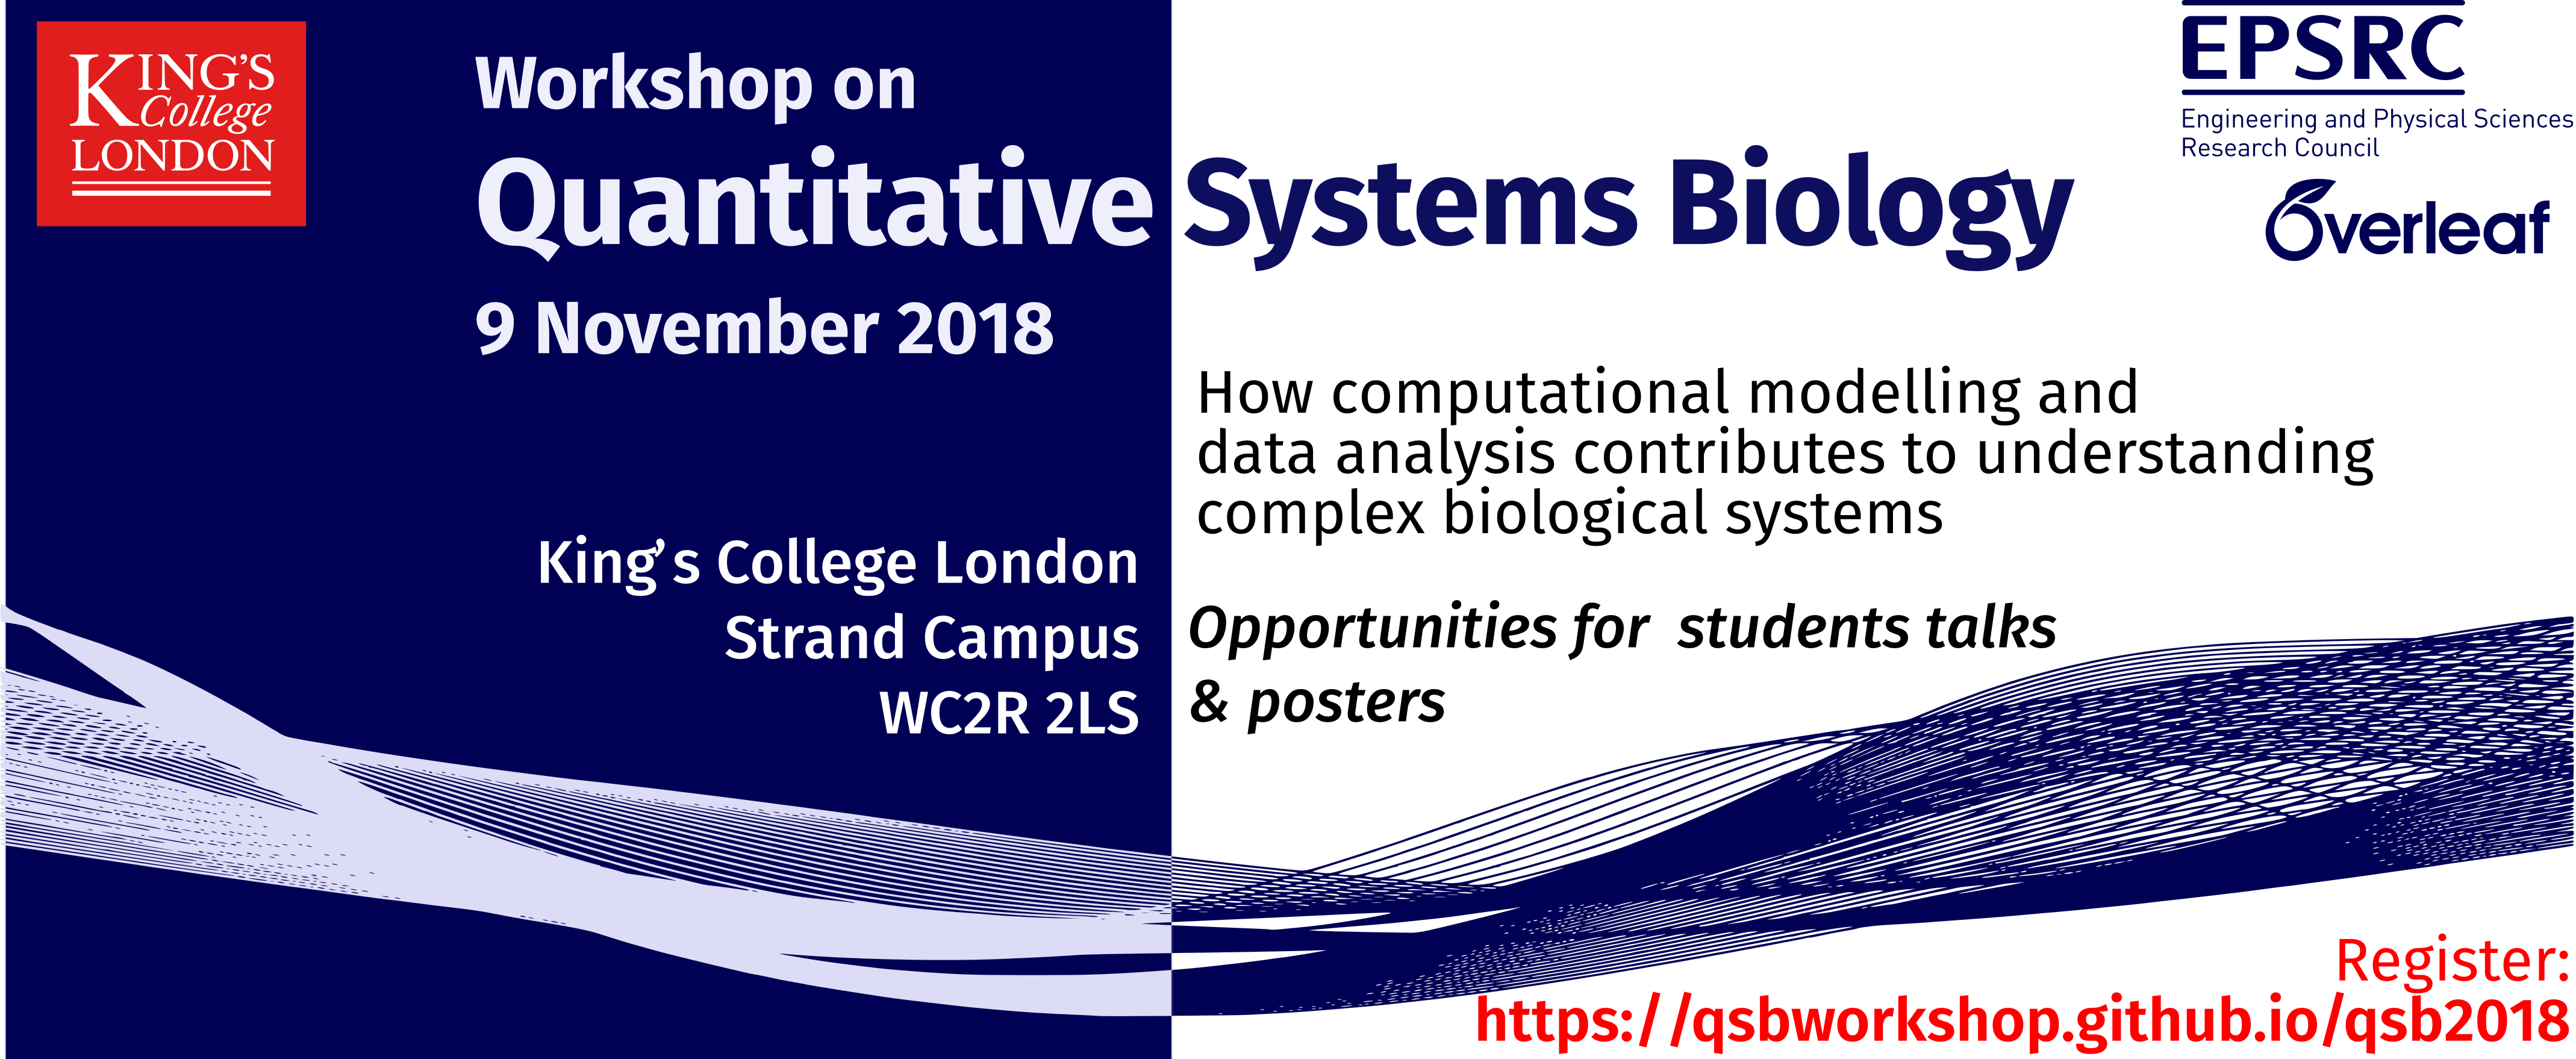 KING'S
College
LONDON
Workshop on
Quantitative Systems Biology
9 November 2018
King's College London
Strand Campus
WC2R 2LS
EPSRC
Engineering and Physical Sciences
Research Council
Overleaf
How computational modelling and
data analysis contributes to understanding
complex biological systems
Opportunities for students talks
& posters
Register:
https://qsbworkshop.github.io/qsb2018